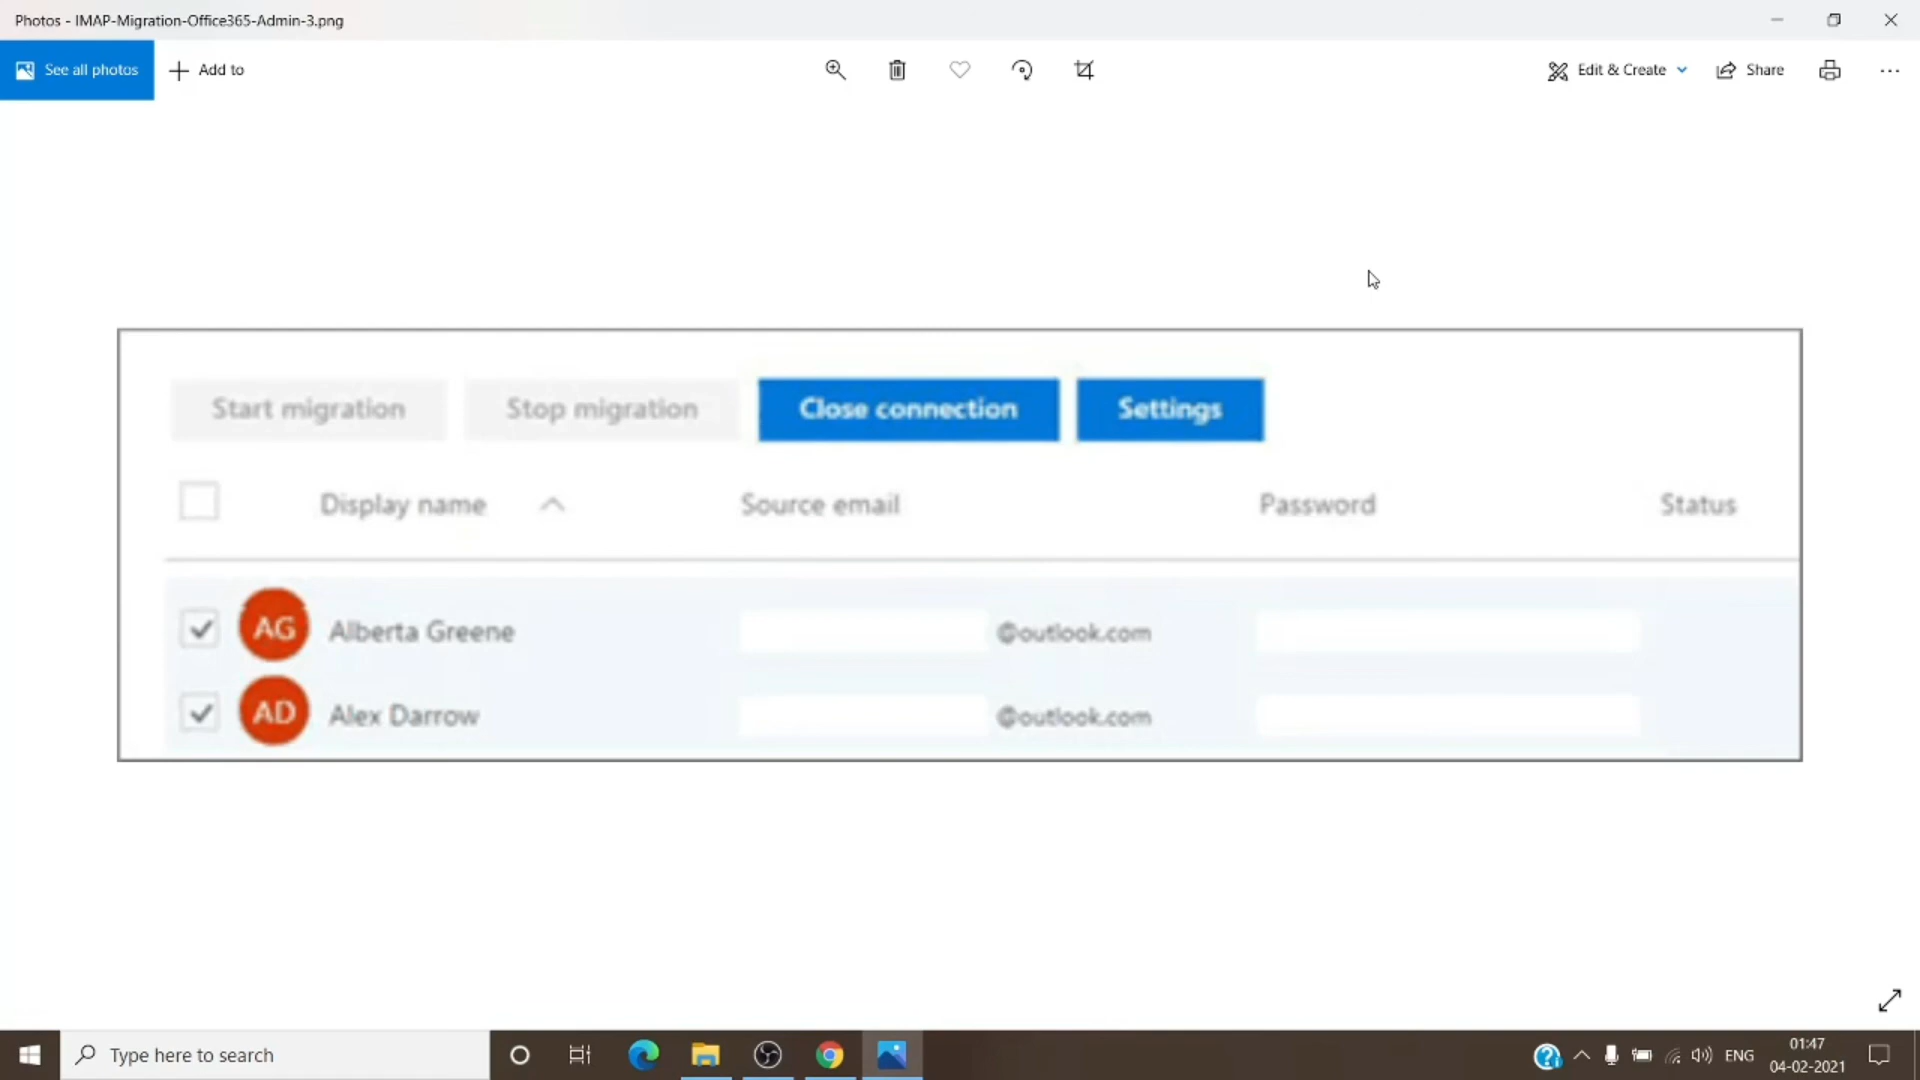 Photos - IMAP-Migration-Office365-Admin-3.png
See all photos
Add to
Edit & Create
Share
Start migration
Stop migration
Close connection
Settings
Display name
Source email
Password
Status
AG
Alberta Greene
@outlook.com
AD
Alex Darrow
@outlook.com
Type here to search
ENG
01:47
04-02-2021